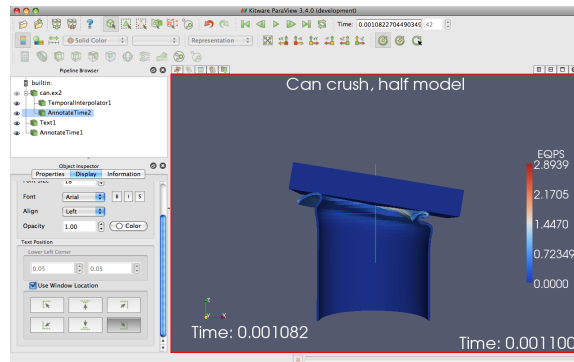 Kitware ParaView 3.4.0 (development)
Time: 0.0010822704490349 42
Solid Color
Representation
Pipeline Browser
builtin:
can.ex2
TemporalInterpolator1
AnnotateTime2
Text1
AnnotateTime1
Object Inspector
Properties Display Information
Font Size 18
Font Arial B I S
Align Left
Opacity 1.00 Color
Text Position
Lower Left Corner
0.05 0.05
Use Window Location
Can crush, half model
EQPS
2.8939
2.1705
1.4470
0.72349
0.0000
Time: 0.001082
Time: 0.001100